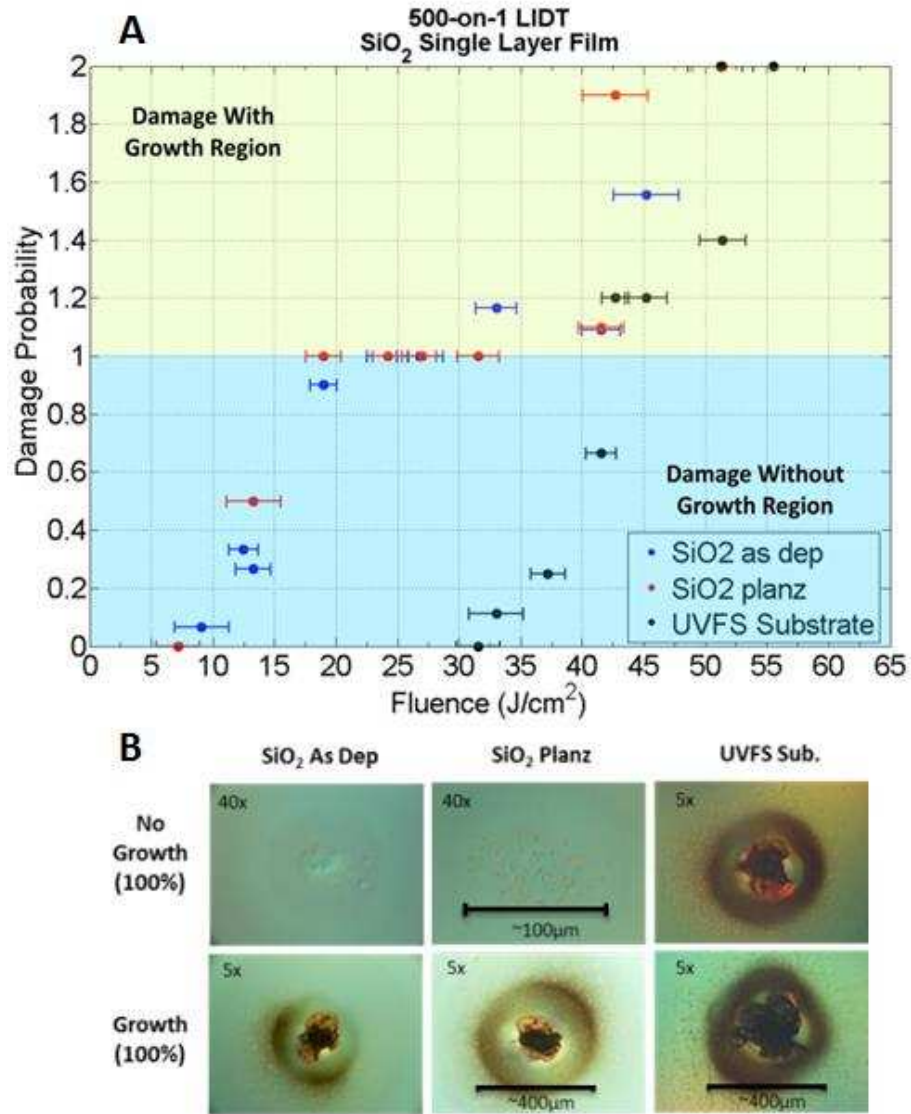 A
500-on-1 LIDT
SiO₂ Single Layer Film
Damage Probability
2
1.8
1.6
1.4
1.2
1
0.8
0.6
0.4
0.2
0
Damage With
Growth Region
Damage Without
Growth Region
SiO2 as dep
SiO2 planz
UVFS Substrate
0 5 10 15 20 25 30 35 40 45 50 55 60 65
Fluence (J/cm²)
B
SiO₂ As Dep
SiO₂ Planz
UVFS Sub.
No
Growth
(100%)
40x
40x
~100μm
5x
Growth
(100%)
5x
5x
~400μm
5x
~400μm